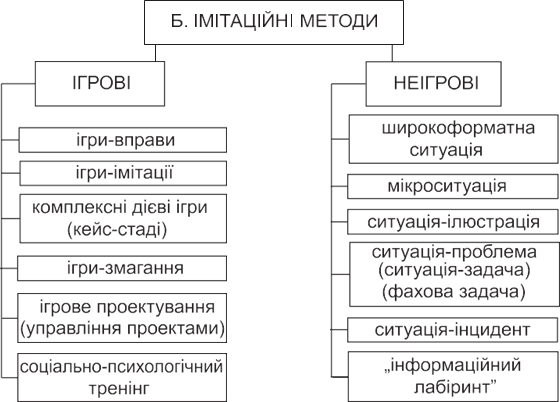 Б. ІМІТАЦІЙНІ МЕТОДИ
ІГРОВІ
ігри-вправи
ігри-імітації
комплексні дієві ігри
(кейс-стаді)
ігри-змагання
ігрове проектування
(управління проектами)
соціально-психологічний
тренінг
НЕІГРОВІ
широкоформатна
ситуація
мікроситуація
ситуація-ілюстрація
ситуація-проблема
(ситуація-задача)
(фахова задача)
ситуація-інцидент
„інформаційний
лабіринт”